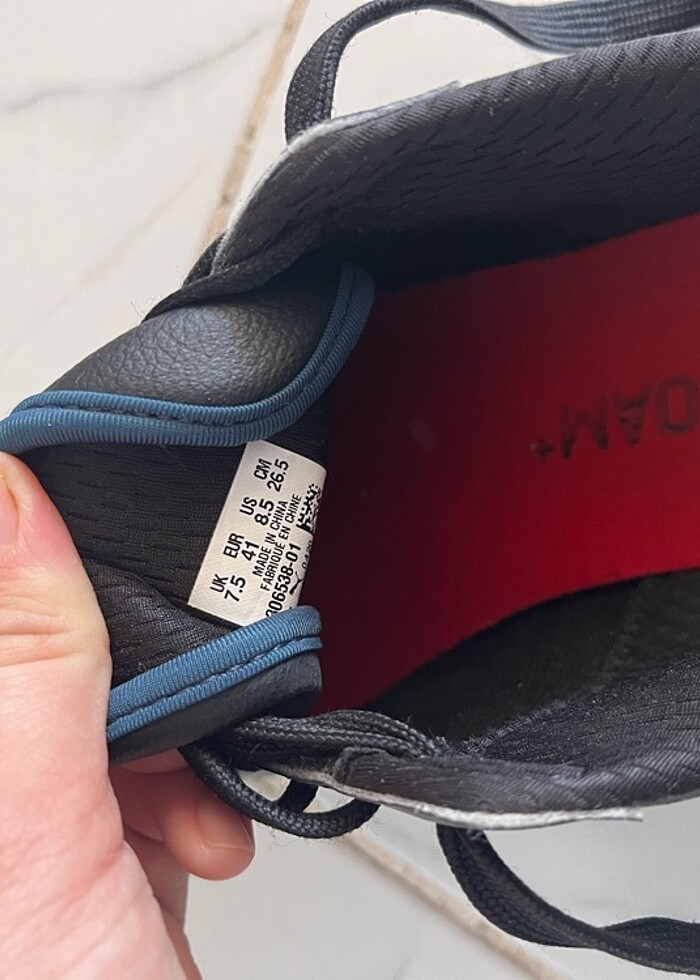 UK EUR US CM
7.5 41 8.5 26.5
MADE IN CHINA
FABRIQUÉ EN CHINE
306538-01
OAM+